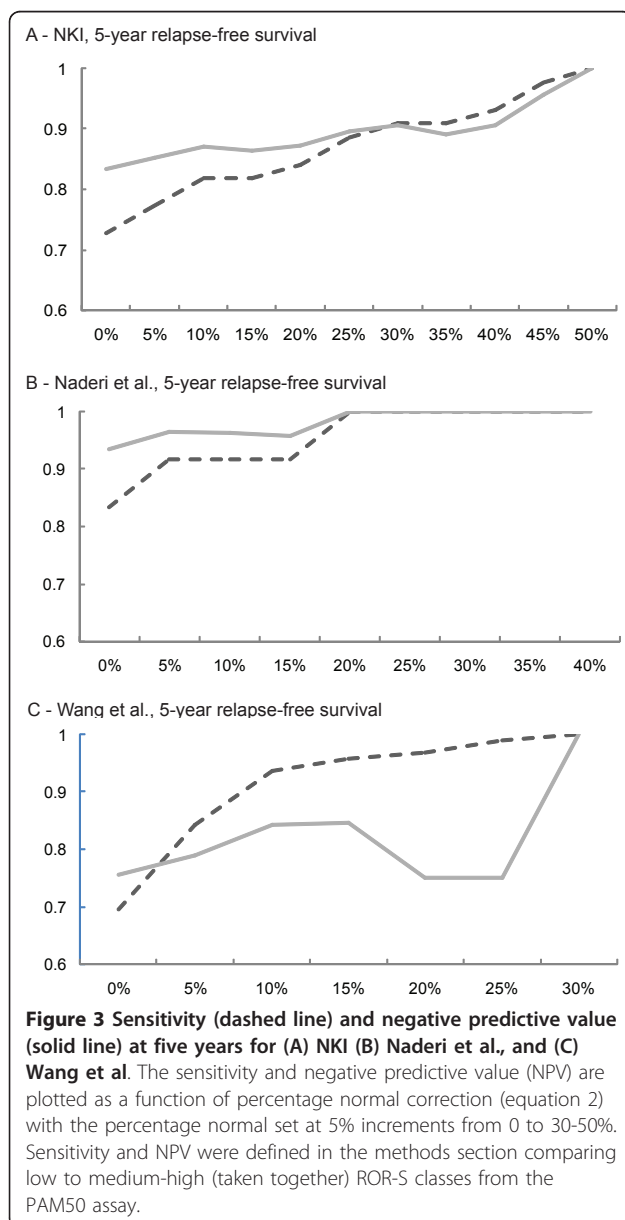 A - NKI, 5-year relapse-free survival
1
0.9
0.8
0.7
0.6
0% 5% 10% 15% 20% 25% 30% 35% 40% 45% 50%
B - Naderi et al., 5-year relapse-free survival
1
0.9
0.8
0.7
0.6
0% 5% 10% 15% 20% 25% 30% 35% 40%
C - Wang et al., 5-year relapse-free survival
1
0.9
0.8
0.7
0.6
0% 5% 10% 15% 20% 25% 30%
Figure 3 Sensitivity (dashed line) and negative predictive value
(solid line) at five years for (A) NKI (B) Naderi et al., and (C)
Wang et al. The sensitivity and negative predictive value (NPV) are
plotted as a function of percentage normal correction (equation 2)
with the percentage normal set at 5% increments from 0 to 30-50%.
Sensitivity and NPV were defined in the methods section comparing
low to medium-high (taken together) ROR-S classes from the
PAM50 assay.